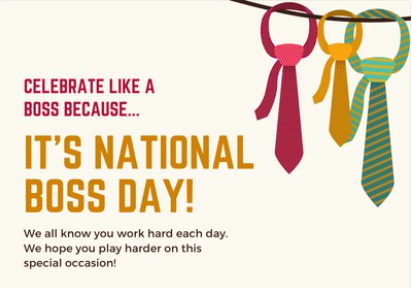 CELEBRATE LIKE A
BOSS BECAUSE...
IT'S NATIONAL
BOSS DAY!
We all know you work hard each day.
We hope you play harder on this
special occasion!